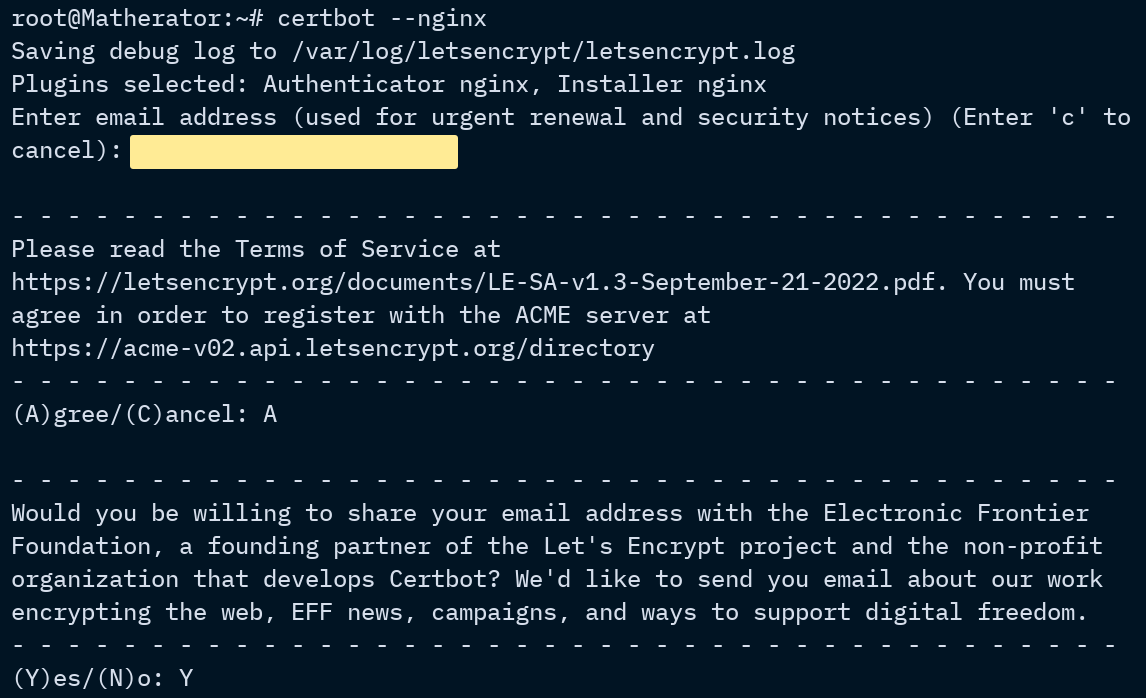 root@Matherator:~# certbot --nginx
Saving debug log to /var/log/letsencrypt/letsencrypt.log
Plugins selected: Authenticator nginx, Installer nginx
Enter email address (used for urgent renewal and security notices) (Enter 'c' to
cancel):
- - - - - - - - - - - - - - - - - - - - - - - - - - - - - - - - - - - - - - - -
Please read the Terms of Service at
https://letsencrypt.org/documents/LE-SA-v1.3-September-21-2022.pdf. You must
agree in order to register with the ACME server at
https://acme-v02.api.letsencrypt.org/directory
- - - - - - - - - - - - - - - - - - - - - - - - - - - - - - - - - - - - - - - -
(A)gree/(C)ancel: A
- - - - - - - - - - - - - - - - - - - - - - - - - - - - - - - - - - - - - - - -
Would you be willing to share your email address with the Electronic Frontier
Foundation, a founding partner of the Let's Encrypt project and the non-profit
organization that develops Certbot? We'd like to send you email about our work
encrypting the web, EFF news, campaigns, and ways to support digital freedom.
- - - - - - - - - - - - - - - - - - - - - - - - - - - - - - - - - - - - - - - -
(Y)es/(N)o: Y